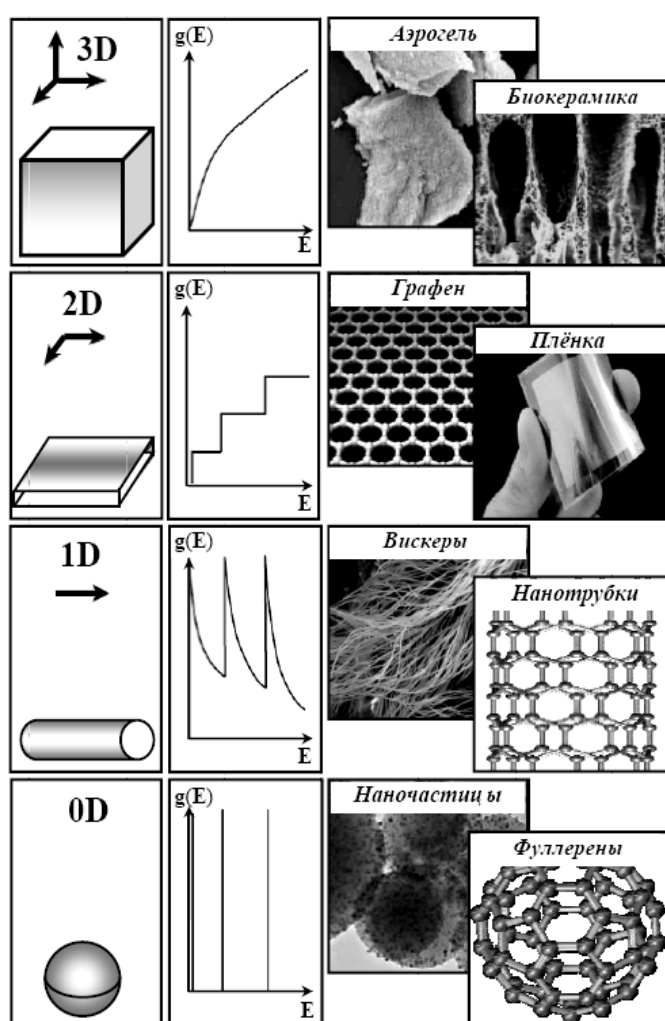 3D
g(E)
E
Аэрогель
Биокерамика
2D
g(E)
E
Графен
Плёнка
1D
g(E)
E
Вискеры
Нанотрубки
0D
g(E)
E
Наночастицы
Фуллерены